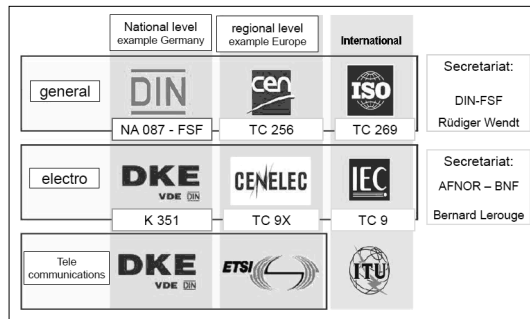 National level
example Germany
regional level
example Europe
International
general
DIN
cen
ISO
NA 087 - FSF
TC 256
TC 269
Secretariat:
DIN-FSF
Rüdiger Wendt
electro
DKE
VDE DIN
CENELEC
IEC
K 351
TC 9X
TC 9
Secretariat:
AFNOR – BNF
Bernard Lerouge
Tele
communications
DKE
VDE DIN
ETSI
ITU